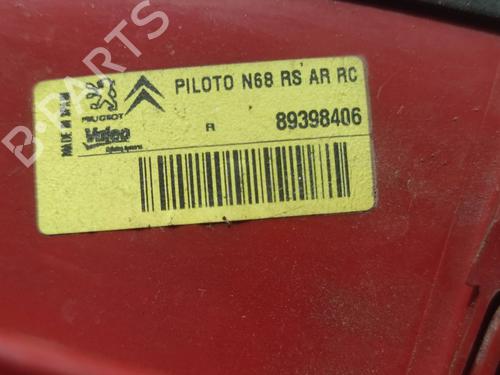 PILOTO N68 RS AR RC
MADE IN SPAIN
PEUGEOT
R 89398406
Valeo
B-PARTS